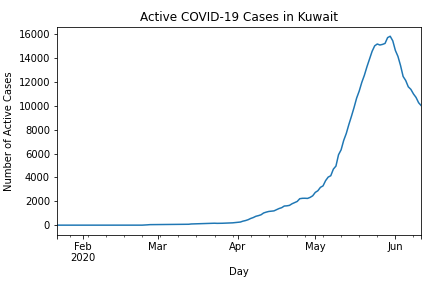 Active COVID-19 Cases in Kuwait
Number of Active Cases
16000
14000
12000
10000
8000
6000
4000
2000
0
Feb Mar Apr May Jun
2020
Day